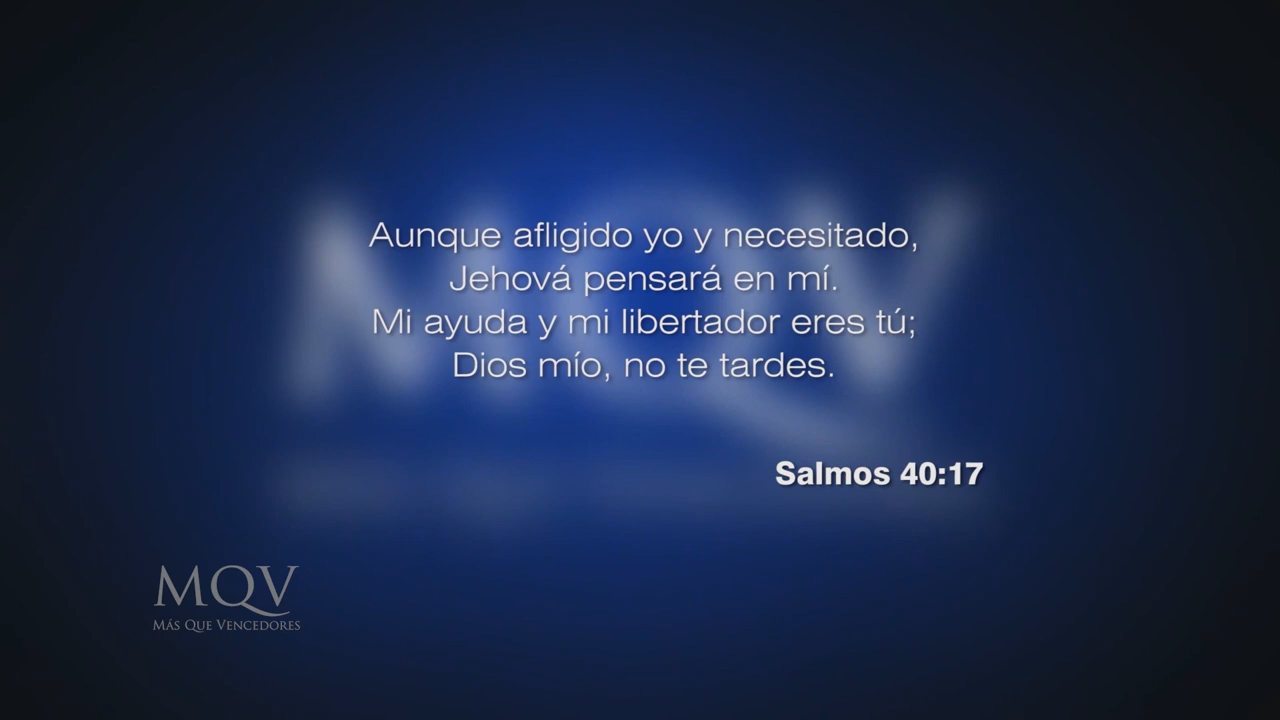 Aunque afligido yo y necesitado,
Jehová pensará en mí.
Mi ayuda y mi libertador eres tú;
Dios mío, no te tardes.
Salmos 40:17
MQV
Más Que Vencedores